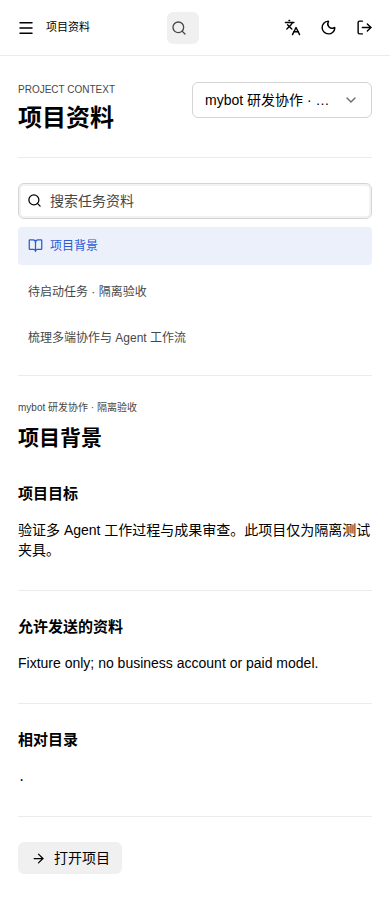 项目资料
PROJECT CONTEXT
项目资料
mybot 研发协作 · …
搜索任务资料
项目背景
待启动任务 · 隔离验收
梳理多端协作与 Agent 工作流
mybot 研发协作 · 隔离验收
项目背景
项目目标
验证多 Agent 工作过程与成果审查。此项目仅为隔离测试
夹具。
允许发送的资料
Fixture only; no business account or paid model.
相对目录
.
打开项目